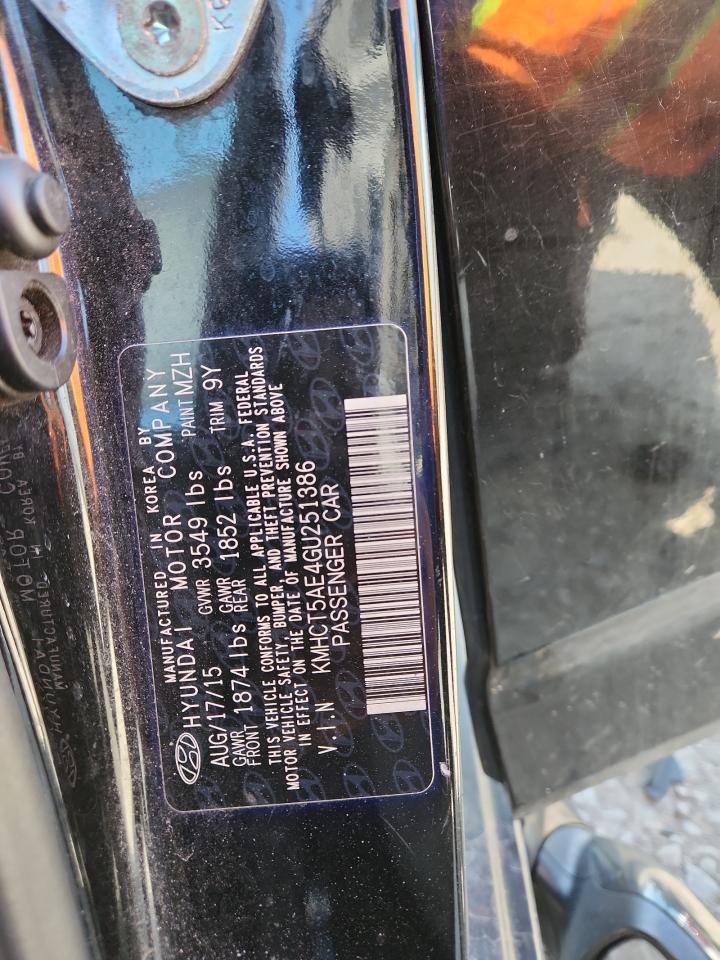 MANUFACTURED IN KOREA BY
HYUNDAI MOTOR COMPANY
AUG/17/15 GVWR 3549 lbs PAINT MZH
GAWR FRONT 1874 lbs GAWR REAR 1852 lbs TRIM 9Y
THIS VEHICLE CONFORMS TO ALL APPLICABLE U.S.A. FEDERAL
MOTOR VEHICLE SAFETY, BUMPER, AND THEFT PREVENTION STANDARDS
IN EFFECT ON THE DATE OF MANUFACTURE SHOWN ABOVE
V.I.N KMHCT5AE4GU251386
PASSENGER CAR